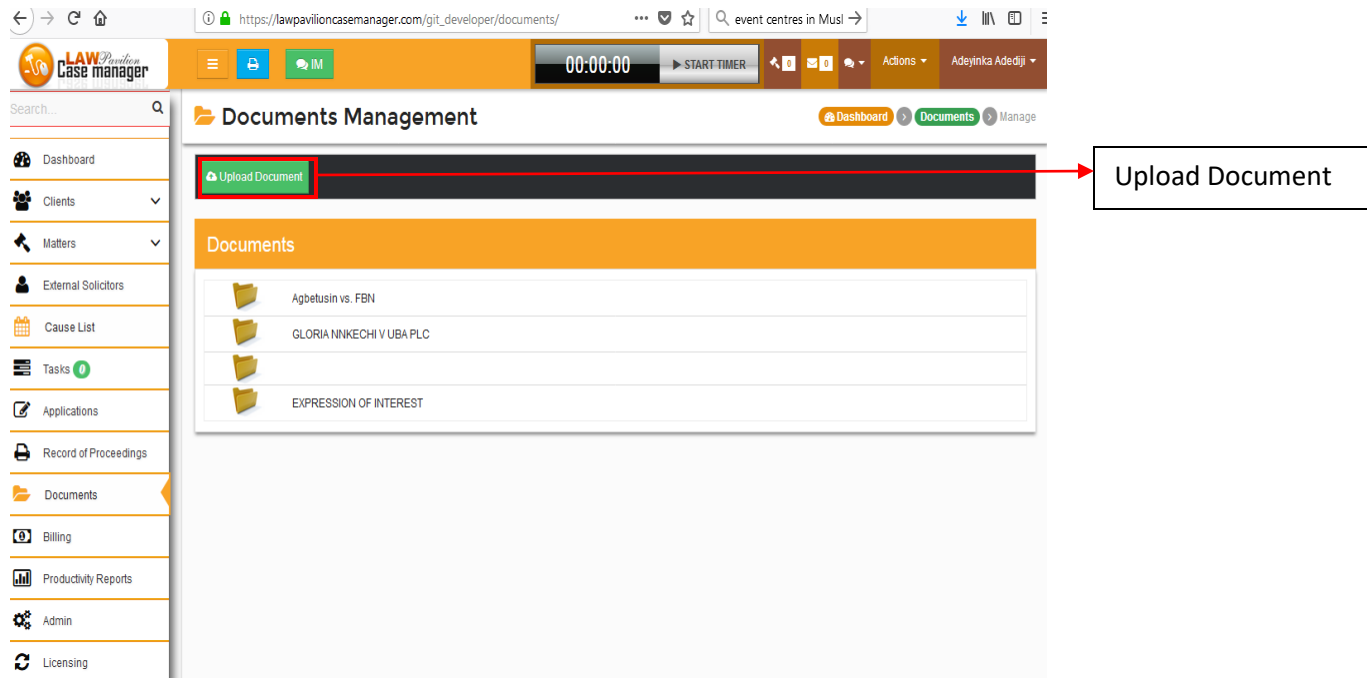 https://lawpavilioncasemanager.com/git_developer/documents/
event centres in Musl
LAWPavilion
Case manager
IM
00:00:00
START TIMER
0
0
Actions
Adeyinka Adediji
Search...
Documents Management
Dashboard
Documents
Manage
Dashboard
Clients
Matters
External Solicitors
Cause List
Tasks 0
Applications
Record of Proceedings
Documents
Billing
Productivity Reports
Admin
Licensing
Upload Document
Upload Document
Documents
Agbetusin vs. FBN
GLORIA NNKECHI V UBA PLC
EXPRESSION OF INTEREST